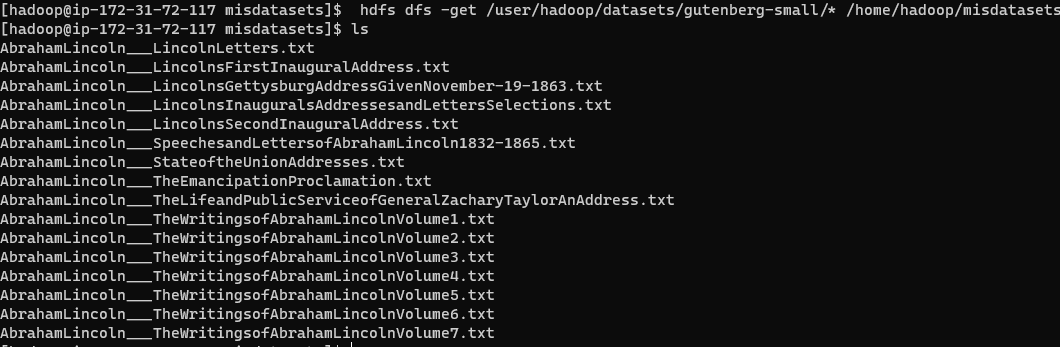 [hadoop@ip-172-31-72-117 misdatasets]$  hdfs dfs -get /user/hadoop/datasets/gutenberg-small/* /home/hadoop/misdatasets
[hadoop@ip-172-31-72-117 misdatasets]$ ls
AbrahamLincoln___LincolnLetters.txt
AbrahamLincoln___LincolnsFirstInauguralAddress.txt
AbrahamLincoln___LincolnsGettysburgAddressGivenNovember-19-1863.txt
AbrahamLincoln___LincolnsInauguralsAddressesandLettersSelections.txt
AbrahamLincoln___LincolnsSecondInauguralAddress.txt
AbrahamLincoln___SpeechesandLettersofAbrahamLincoln1832-1865.txt
AbrahamLincoln___StateoftheUnionAddresses.txt
AbrahamLincoln___TheEmancipationProclamation.txt
AbrahamLincoln___TheLifeandPublicServiceofGeneralZacharyTaylorAnAddress.txt
AbrahamLincoln___TheWritingsofAbrahamLincolnVolume1.txt
AbrahamLincoln___TheWritingsofAbrahamLincolnVolume2.txt
AbrahamLincoln___TheWritingsofAbrahamLincolnVolume3.txt
AbrahamLincoln___TheWritingsofAbrahamLincolnVolume4.txt
AbrahamLincoln___TheWritingsofAbrahamLincolnVolume5.txt
AbrahamLincoln___TheWritingsofAbrahamLincolnVolume6.txt
AbrahamLincoln___TheWritingsofAbrahamLincolnVolume7.txt